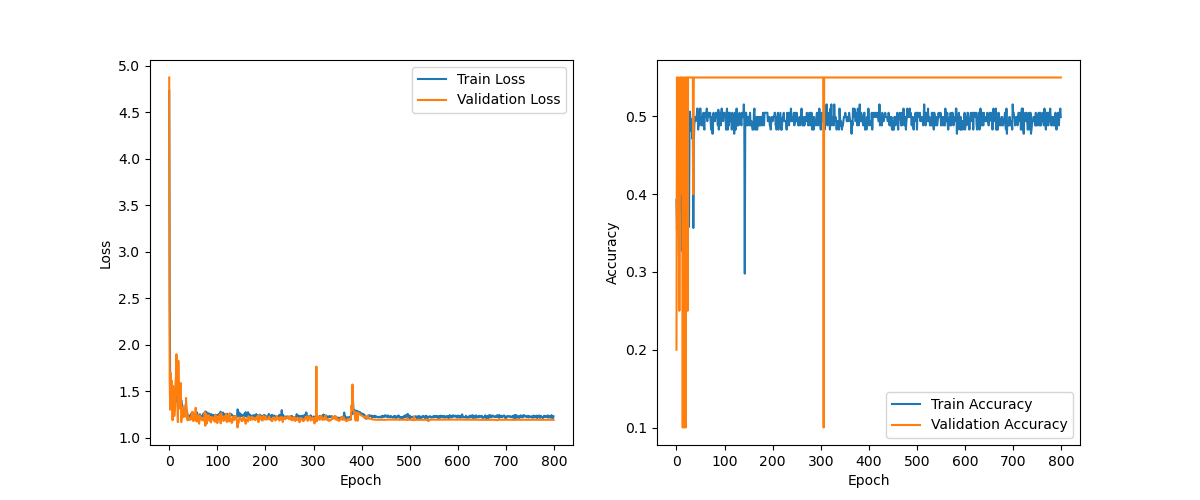 5.0
4.5
4.0
3.5
3.0
2.5
2.0
1.5
1.0
Loss
0 100 200 300 400 500 600 700 800
Epoch
Train Loss
Validation Loss
0.5
0.4
0.3
0.2
0.1
Accuracy
0 100 200 300 400 500 600 700 800
Epoch
Train Accuracy
Validation Accuracy